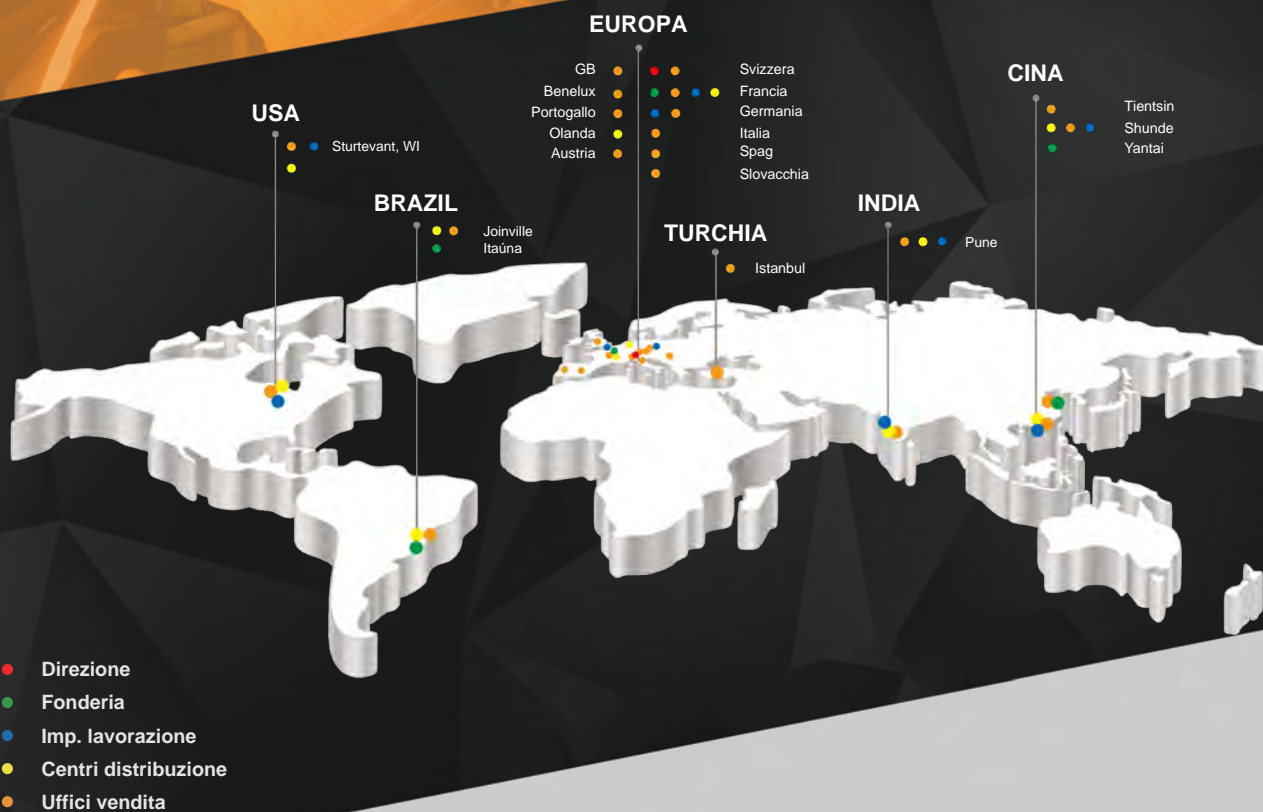 EUROPA
GB
Benelux
Portogallo
Olanda
Austria
Svizzera
Francia
Germania
Italia
Spag
Slovacchia
CINA
Tientsin
Shunde
Yantai
USA
Sturtevant, WI
BRAZIL
Joinville
Itaúna
TURCHIA
Istanbul
INDIA
Pune
Direzione
Fonderia
Imp. lavorazione
Centri distribuzione
Uffici vendita